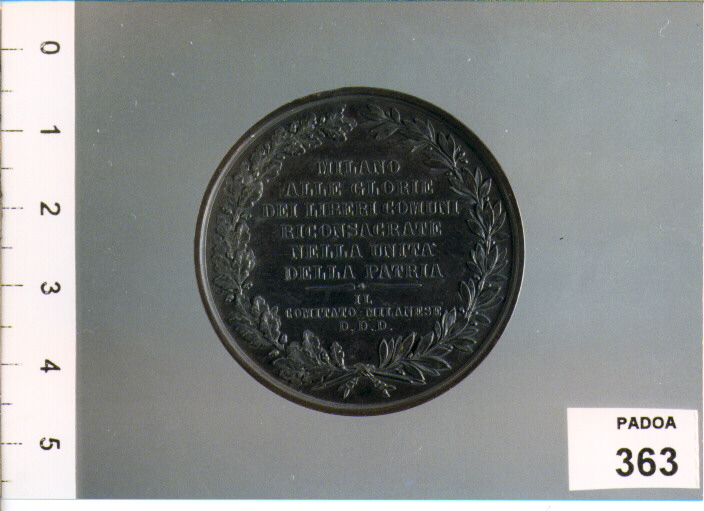 MILANO
ALLE GLORIE
DEI LIBERI COMUNI
RICONSACRATE
NELLA UNITA'
DELLA PATRIA
IL
COMITATO MILANESE
D. D. D.
0
1
2
3
4
5
PADOA
363